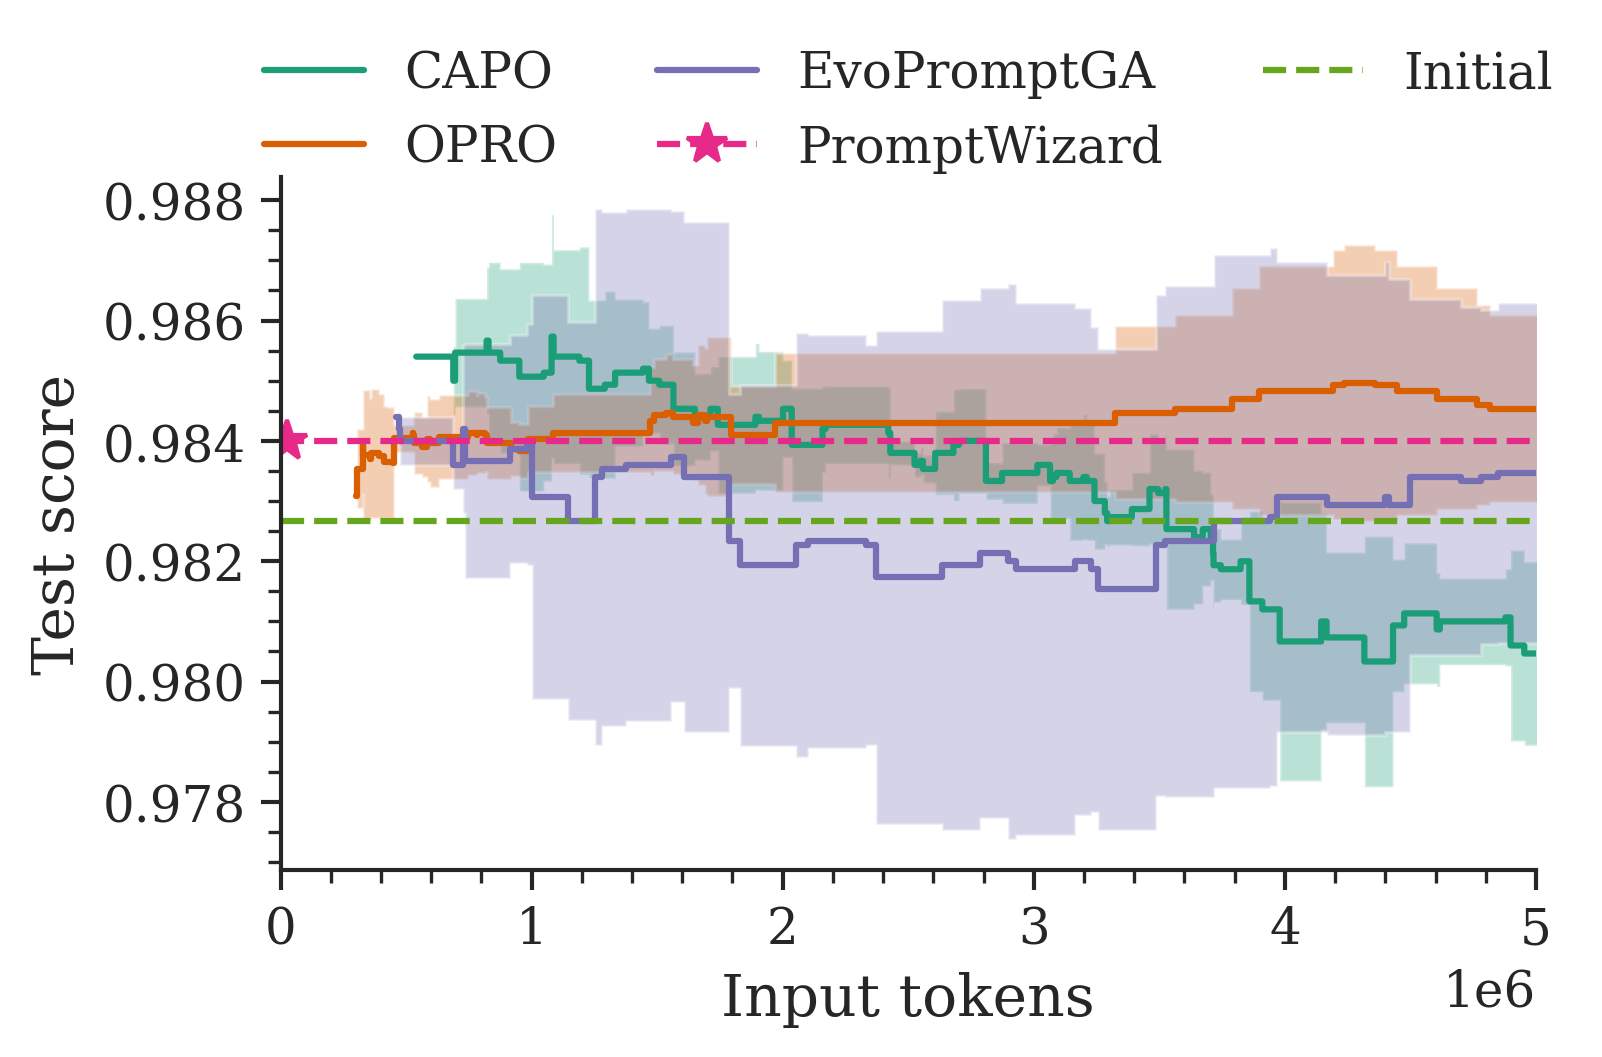 CAPO EvoPromptGA Initial
OPRO PromptWizard
0.988
0.986
0.984
0.982
0.980
0.978
Test score
0 1 2 3 4 5
1e6
Input tokens